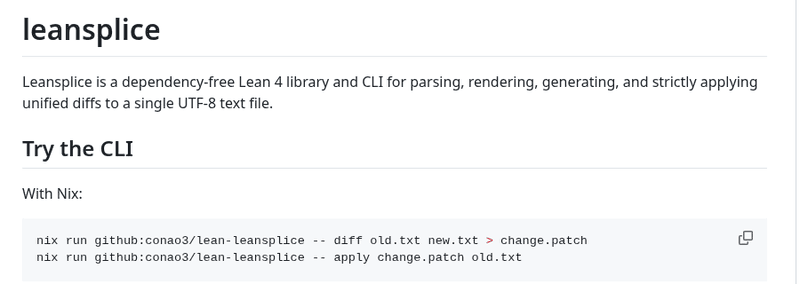 leansplice
Leansplice is a dependency-free Lean 4 library and CLI for parsing, rendering, generating, and strictly applying
unified diffs to a single UTF-8 text file.
Try the CLI
With Nix:
nix run github:conao3/lean-leansplice -- diff old.txt new.txt > change.patch
nix run github:conao3/lean-leansplice -- apply change.patch old.txt